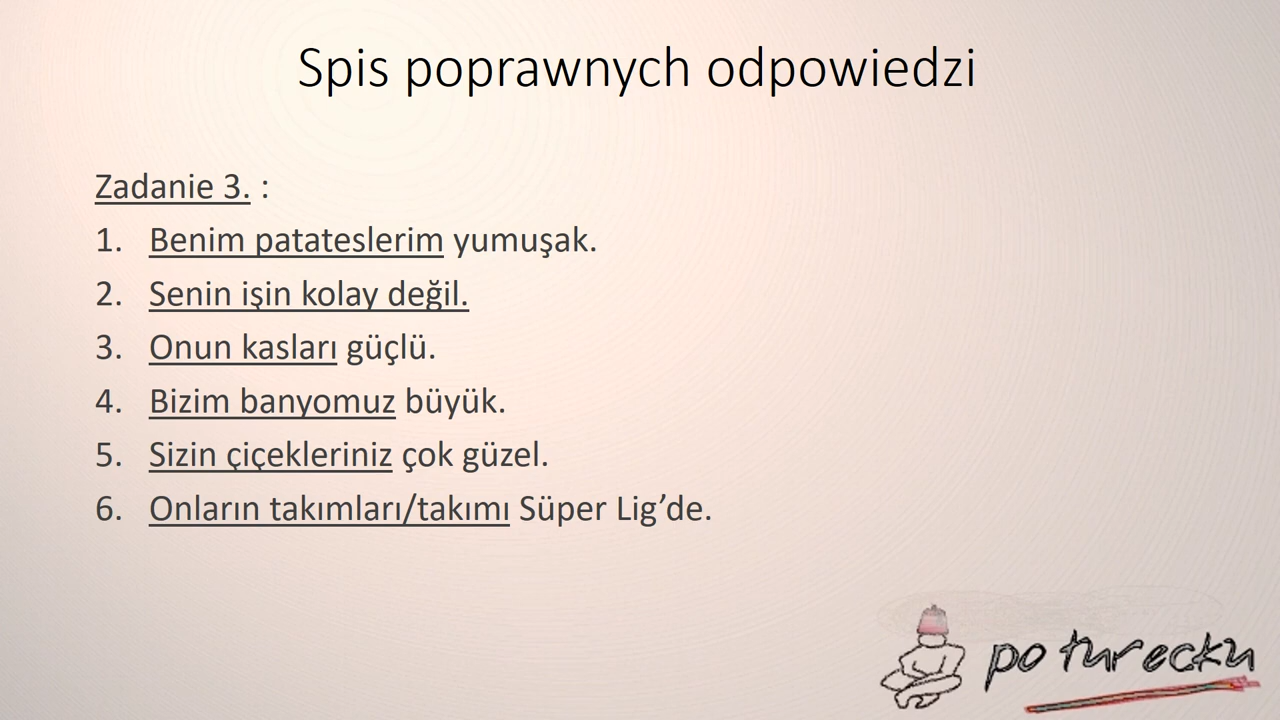 Spis poprawnych odpowiedzi
Zadanie 3. :
1. Benim patateslerim yumuşak.
2. Senin işin kolay değil.
3. Onun kasları güçlü.
4. Bizim banyomuz büyük.
5. Sizin çiçekleriniz çok güzel.
6. Onların takımları/takımı Süper Lig’de.
po turecku